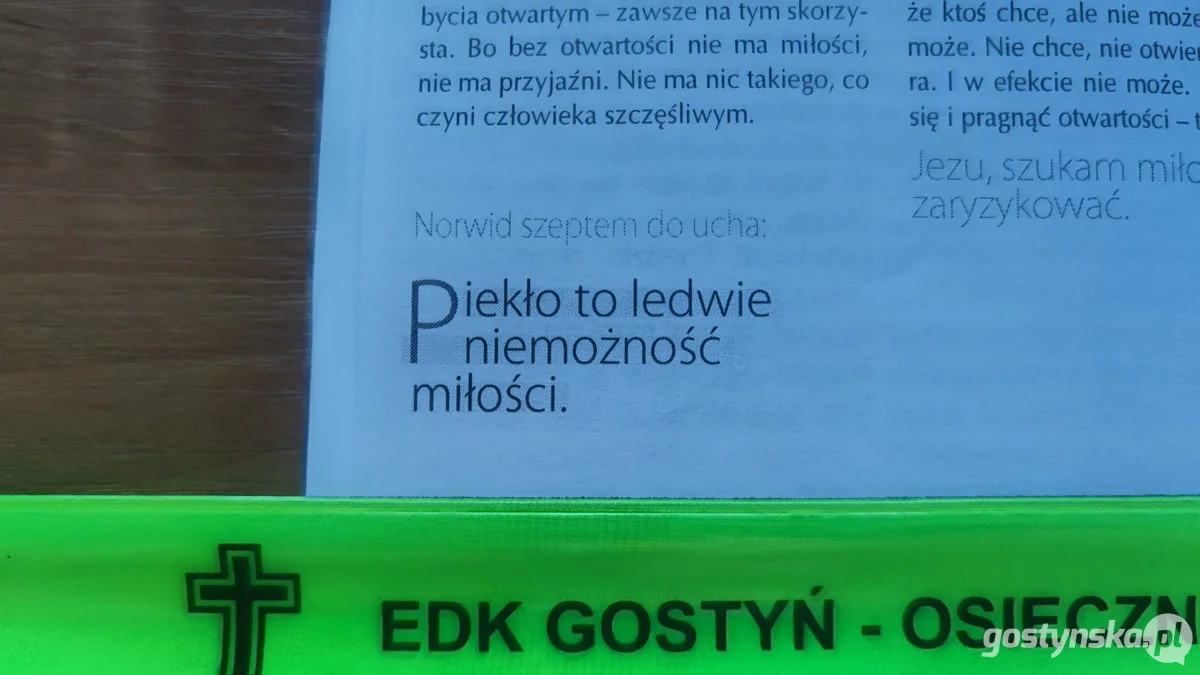 bycia otwartym – zawsze na tym skorzy-
sta. Bo bez otwartości nie ma miłości,
nie ma przyjaźni. Nie ma nic takiego, co
czyni człowieka szczęśliwym.
Norwid szeptem do ucha:
Piekło to ledwie
niemożność
miłości.
że ktoś chce, ale nie może
może. Nie chce, nie otwier
ra. I w efekcie nie może.
się i pragnąć otwartości – t
Jezu, szukam miło
zaryzykować.
EDK GOSTYŃ - OSIECZN
gostynska.pl